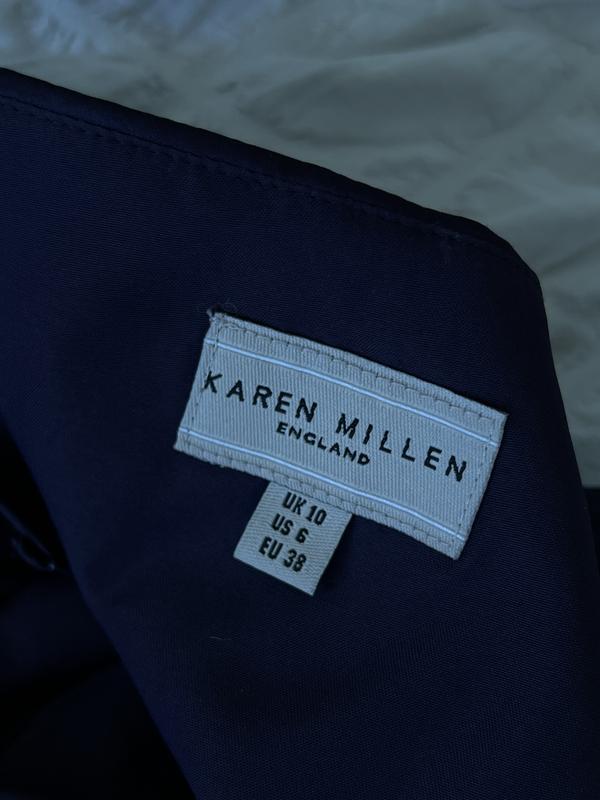 KAREN MILLEN
ENGLAND
UK 10
US 6
EU 38